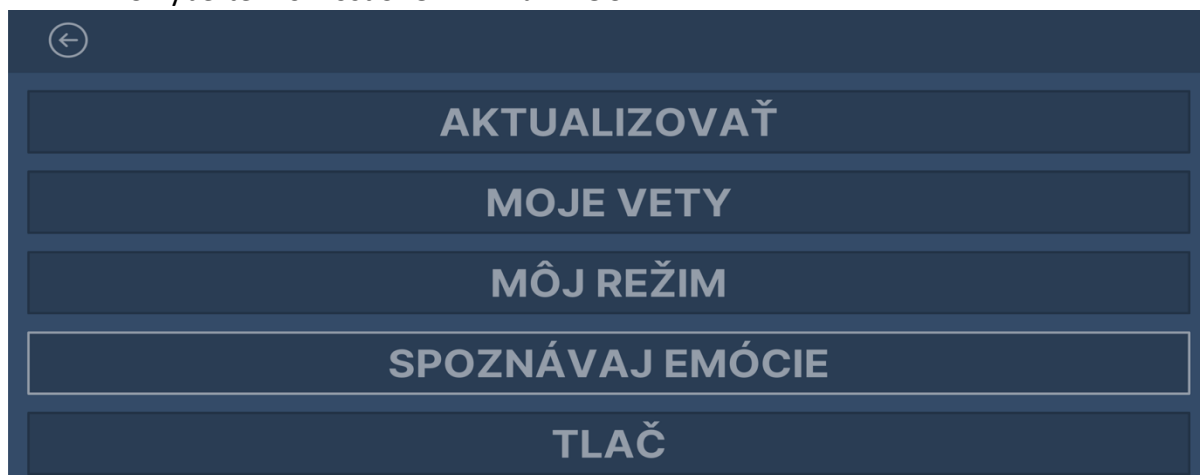 AKTUALIZOVAŤ
MOJE VETY
MÔJ REŽIM
SPOZNÁVAJ EMÓCIE
TLAČ